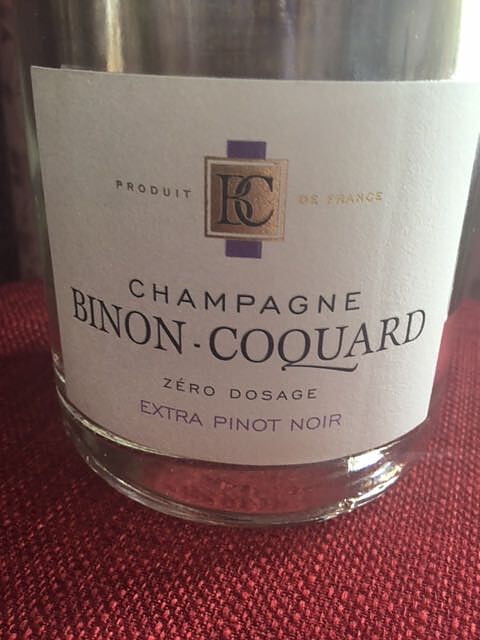 PRODUIT BC DE FRANCE
CHAMPAGNE
BINON-COQUARD
ZÉRO DOSAGE
EXTRA PINOT NOIR